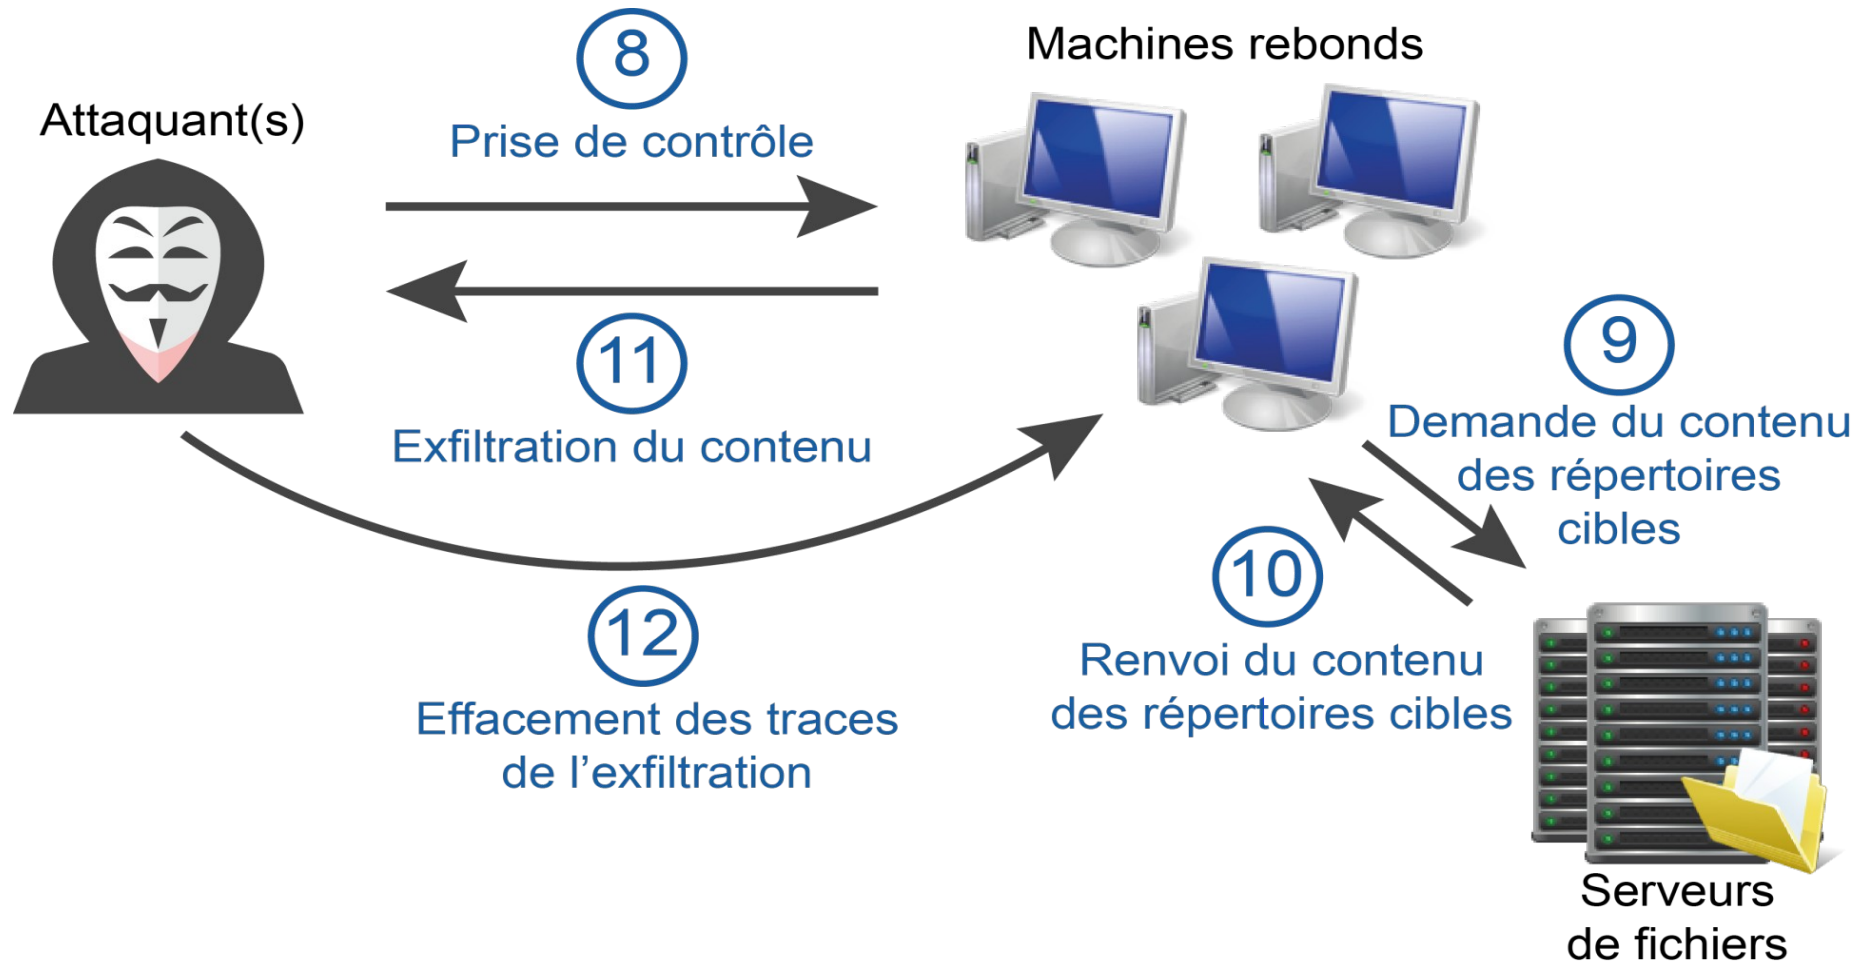 8
Prise de contrôle
Machines rebonds
Attaquant(s)
11
Exfiltration du contenu
9
Demande du contenu
des répertoires
cibles
10
Renvoi du contenu
des répertoires cibles
12
Effacement des traces
de l’exfiltration
Serveurs
de fichiers